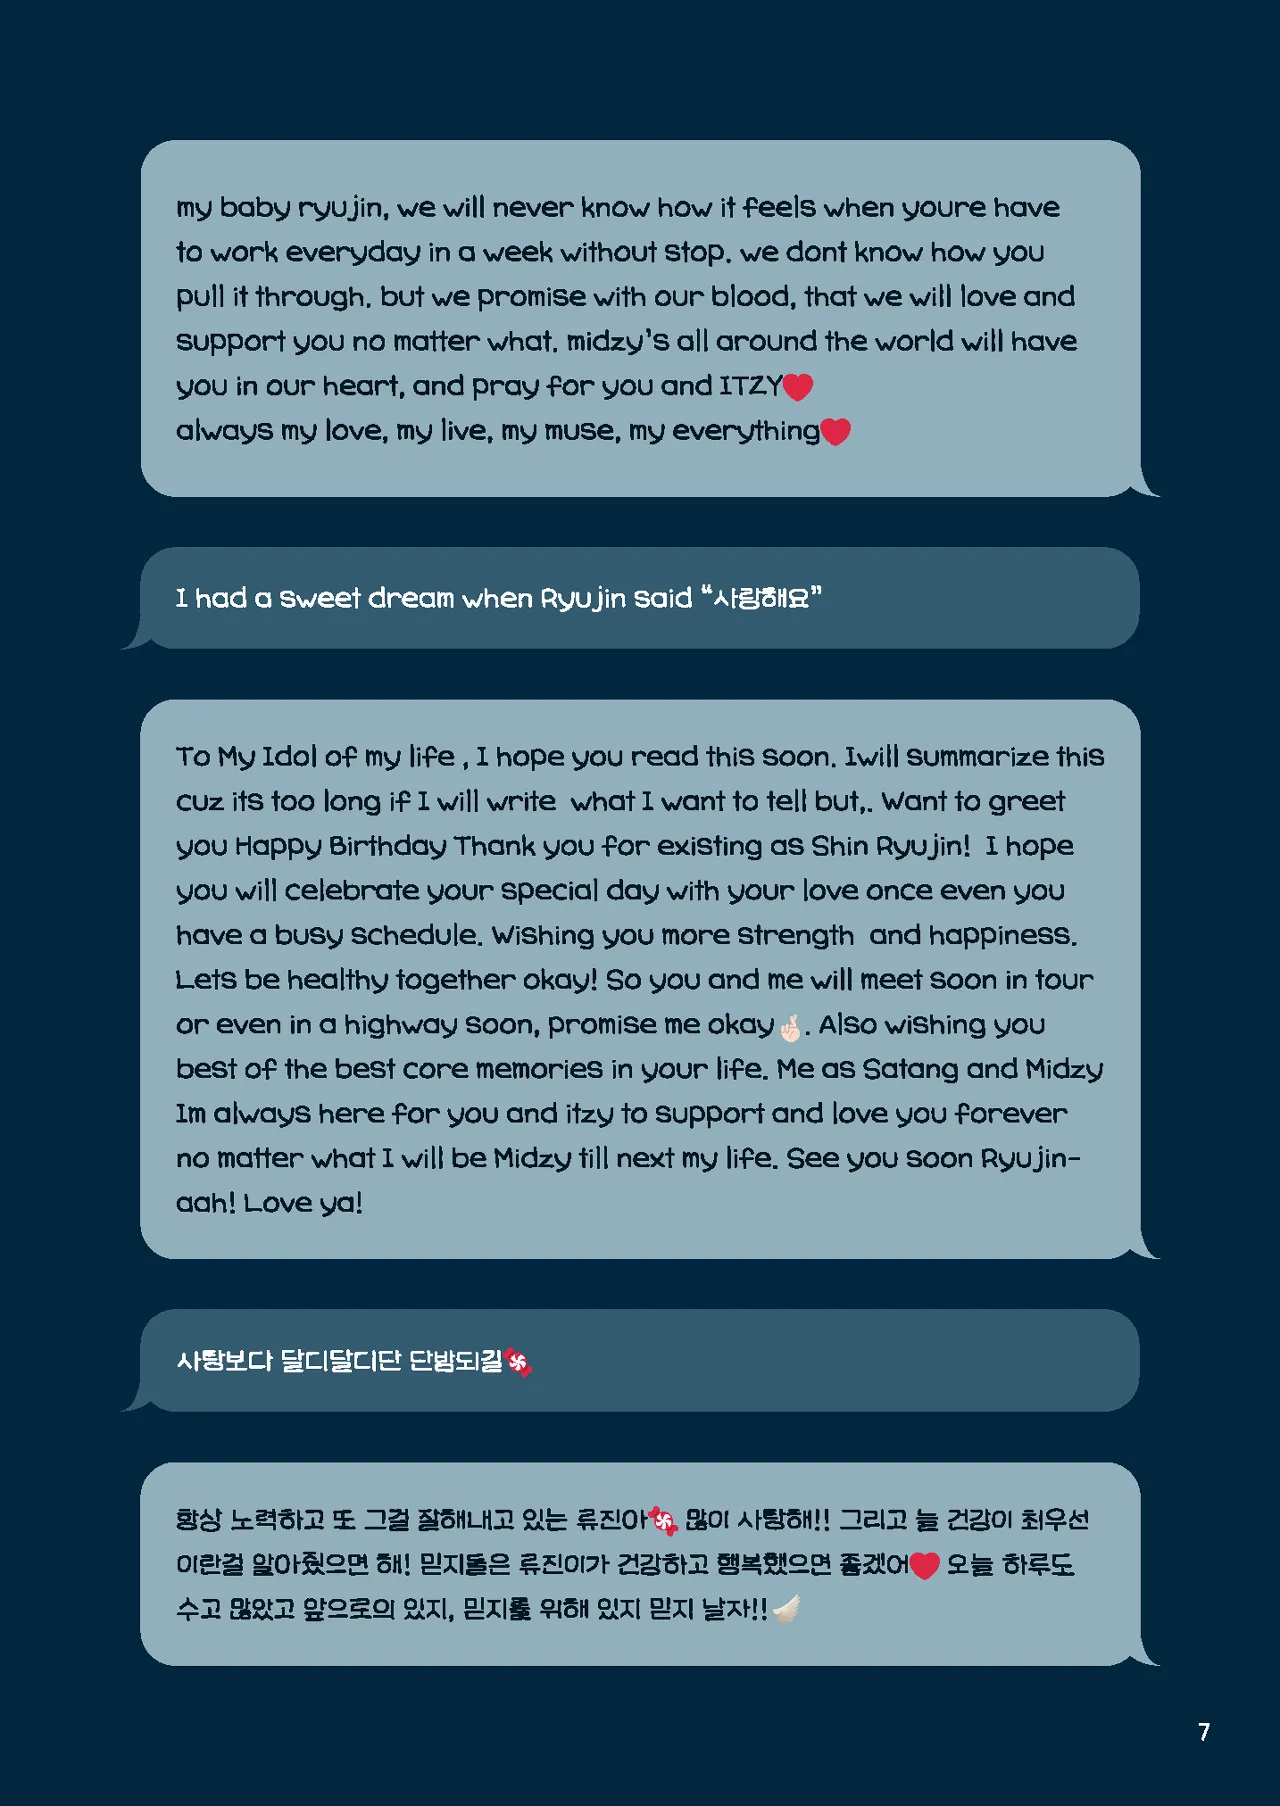 my baby ryujin, we will never know how it feels when youre have
to work everyday in a week without stop. we dont know how you
pull it through. but we promise with our blood, that we will love and
support you no matter what. midzy’s all around the world will have
you in our heart, and pray for you and ITZY❤️
always my love, my live, my muse, my everything❤️
I had a sweet dream when Ryujin said “사랑해요”
To My Idol of my life , I hope you read this soon. Iwill summarize this
cuz its too long if I will write  what I want to tell but,. Want to greet
you Happy Birthday Thank you for existing as Shin Ryujin!  I hope
you will celebrate your special day with your love once even you
have a busy schedule. Wishing you more strength  and happiness.
Lets be healthy together okay! So you and me will meet soon in tour
or even in a highway soon, promise me okay🤞🏻. Also wishing you
best of the best core memories in your life. Me as Satang and Midzy
Im always here for you and itzy to support and love you forever
no matter what I will be Midzy till next my life. See you soon Ryujin-
aah! Love ya!
사탕보다 달디달디단 단밤되길🍬
항상 노력하고 또 그걸 잘해내고 있는 류진아🍬 많이 사탕해!! 그리고 늘 건강이 최우선
이란걸 알아줬으면 해! 믿지들은 류진이가 건강하고 행복했으면 좋겠어❤️ 오늘 하루도
수고 많았고 앞으로의 있지, 믿지를 위해 있지 믿지 날자!!🪽
7